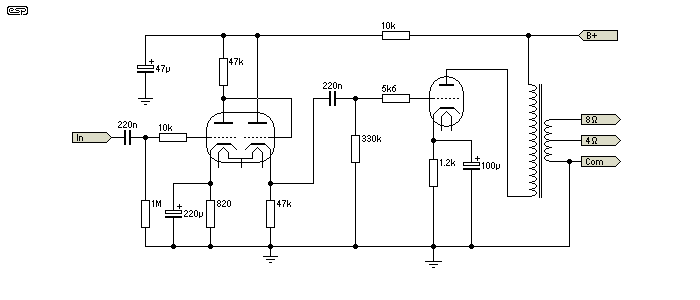 esp
10k
B+
47µ
47k
220n
5k6
8Ω
220n
In
10k
330k
4Ω
Com
1.2k
100µ
1M
220µ
820
47k